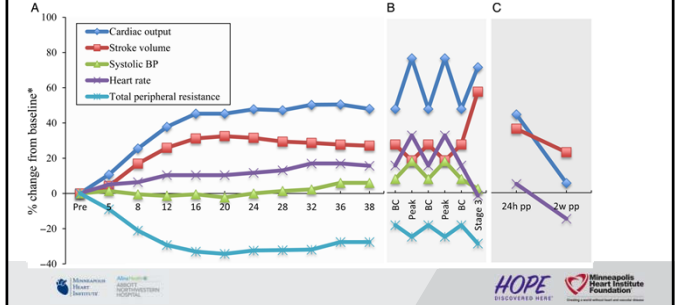 A
B
C
% change from baseline*
100
80
60
40
20
0
−20
−40
Cardiac output
Stroke volume
Systolic BP
Heart rate
Total peripheral resistance
Pre 5 8 12 16 20 24 28 32 36 38
BC Peak BC Peak BC Stage 3
24h pp 2w pp
MINNEAPOLIS
HEART
INSTITUTE
AllinaHealth
ABBOTT
NORTHWESTERN
HOSPITAL
HOPE
DISCOVERED HERE
Minneapolis
Heart Institute
Foundation